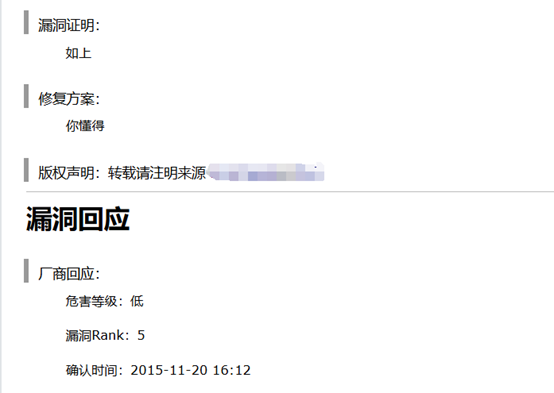 漏洞证明：
如上
修复方案：
你懂得
版权声明：转载请注明来源
漏洞回应
厂商回应：
危害等级：低
漏洞Rank：5
确认时间：2015-11-20 16:12